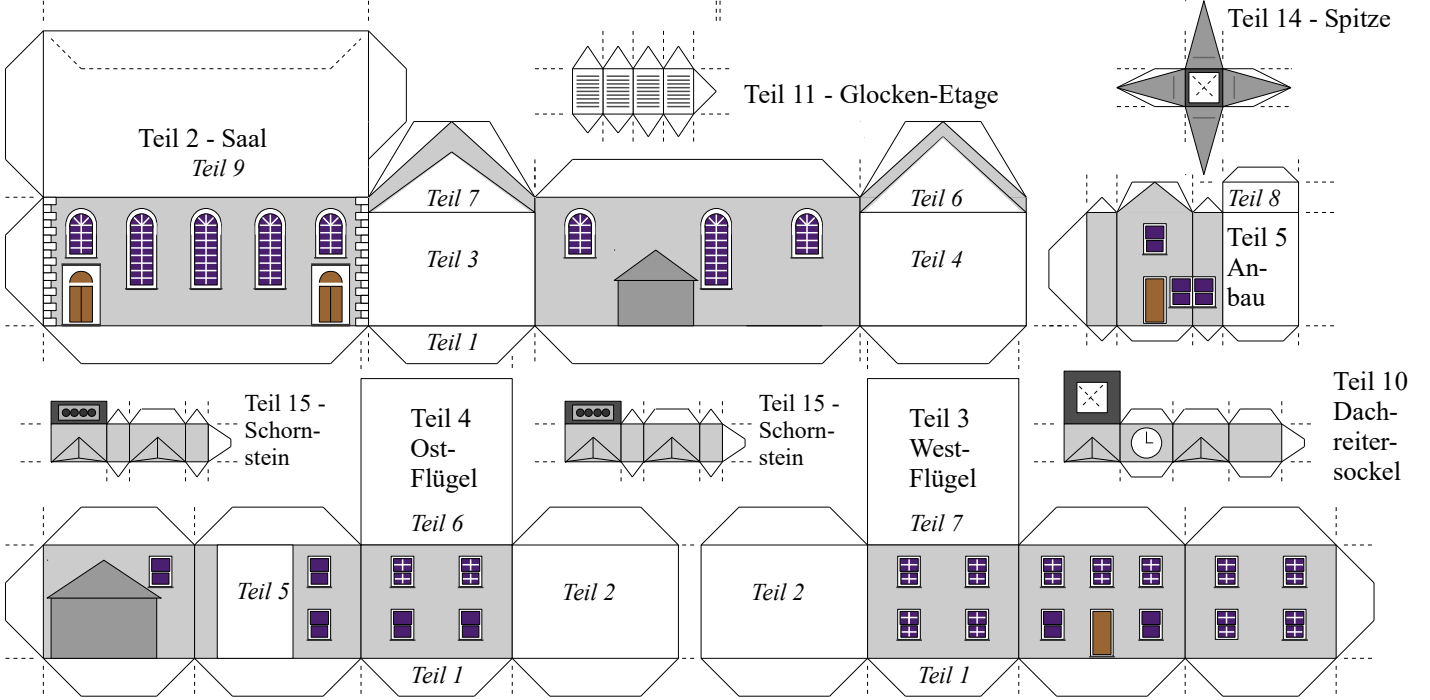 Teil 14 - Spitze
Teil 11 - Glocken-Etage
Teil 2 - Saal
Teil 9
Teil 7
Teil 6
Teil 8
Teil 3
Teil 4
Teil 5
An-
bau
Teil 1
Teil 15 -
Schorn-
stein
Teil 4
Ost-
Flügel
Teil 6
Teil 15 -
Schorn-
stein
Teil 3
West-
Flügel
Teil 7
Teil 10
Dach-
reiter-
sockel
Teil 5
Teil 2
Teil 2
Teil 1
Teil 1